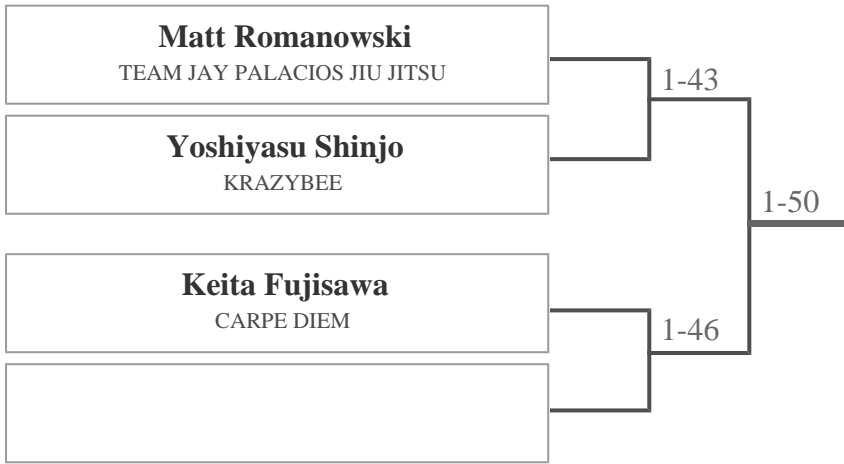 Matt Romanowski
TEAM JAY PALACIOS JIU JITSU
1-43
Yoshiyasu Shinjo
KRAZYBEE
1-50
Keita Fujisawa
CARPE DIEM
1-46